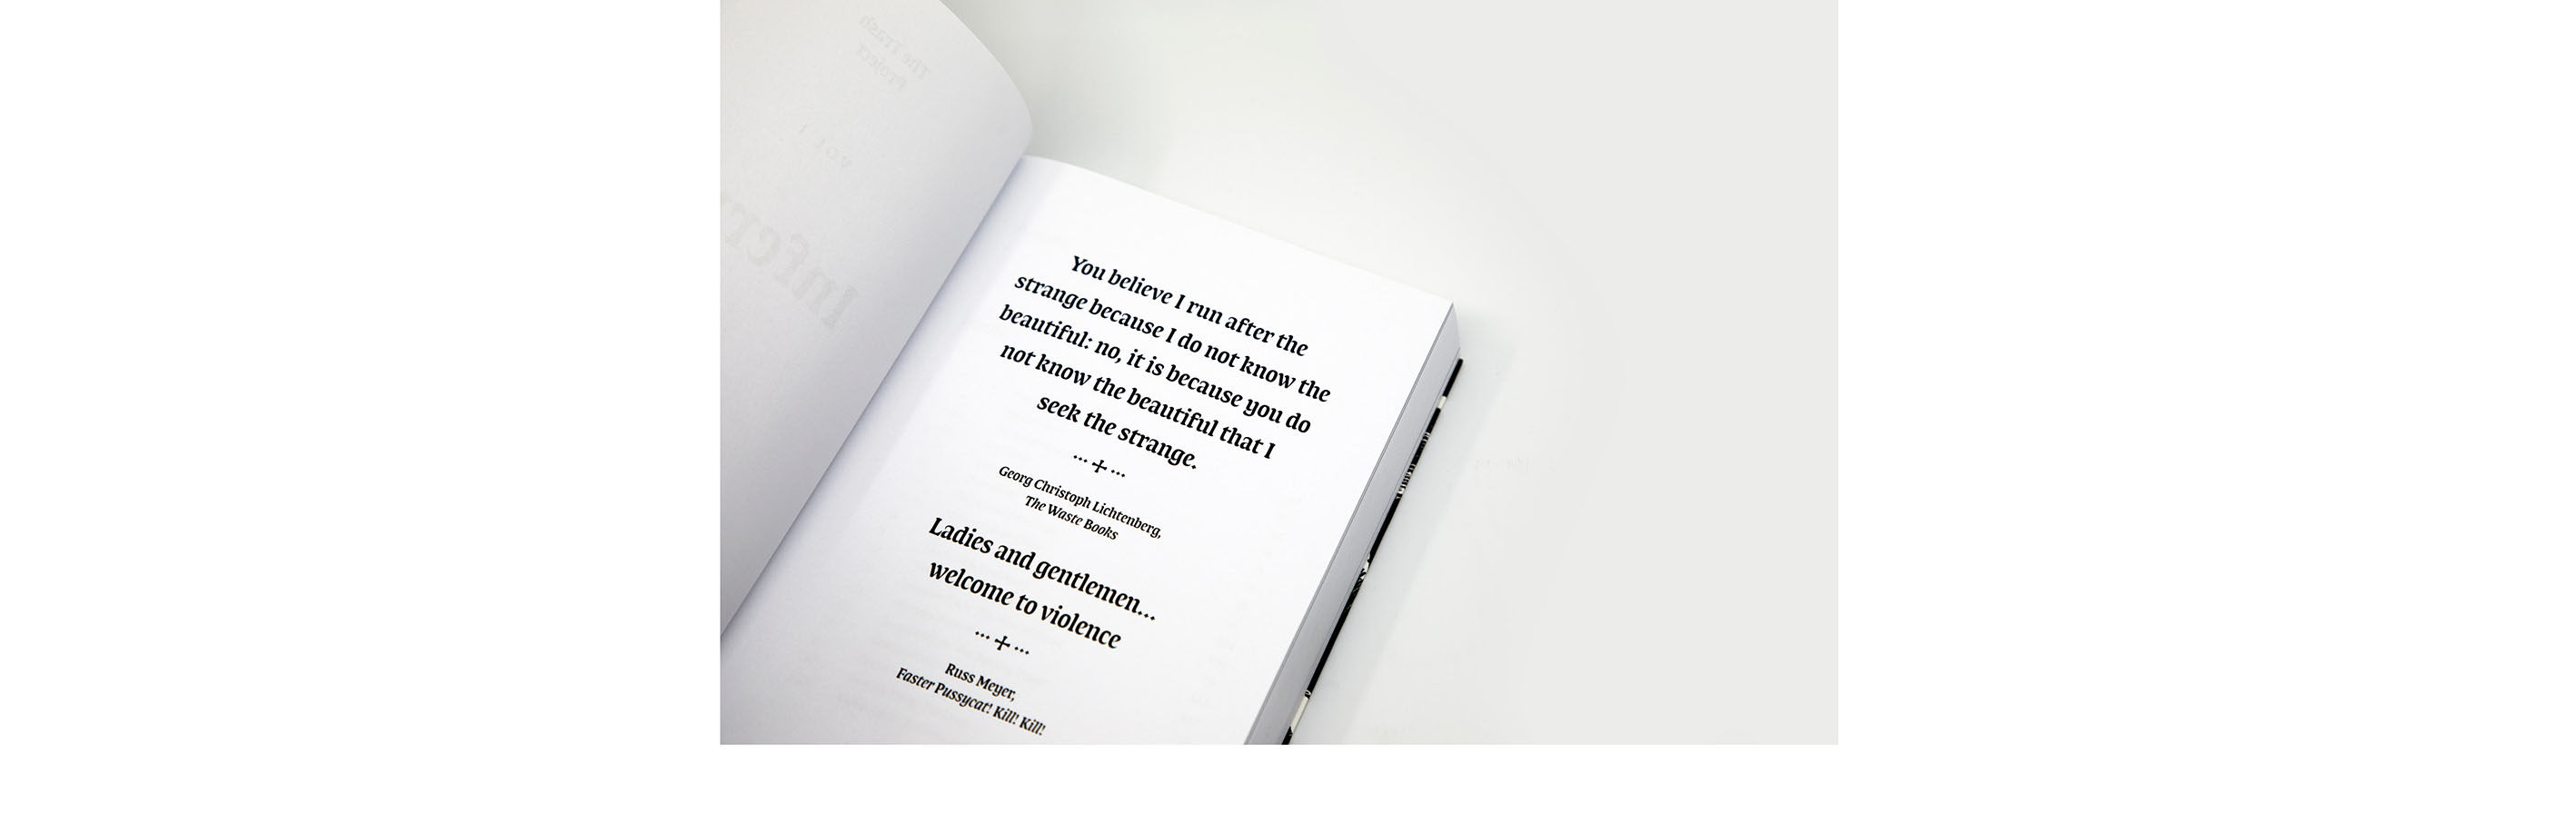 The Trash
Project
vol. I
You believe I run after the
strange because I do not know the
beautiful: no, it is because you do
not know the beautiful that I
seek the strange.
... + ...
Georg Christoph Lichtenberg,
The Waste Books
Ladies and gentlemen...
welcome to violence
... + ...
Russ Meyer,
Faster Pussycat! Kill! Kill!